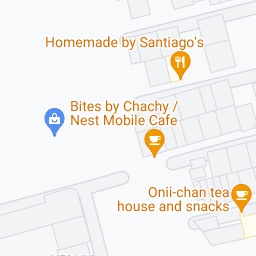 Homemade by Santiago's
Bites by Chachy /
Nest Mobile Cafe
Onii-chan tea
house and snacks